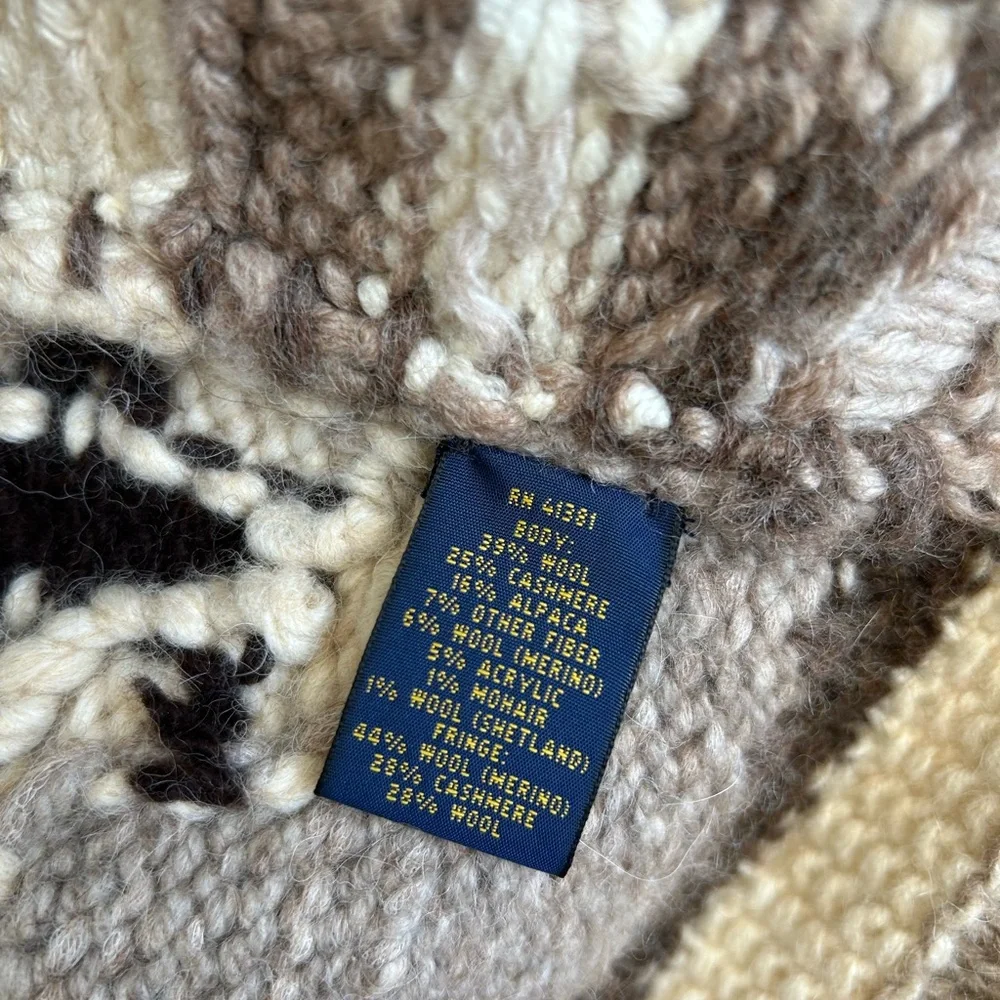 RN 41381
BODY:
39% WOOL
25% CASHMERE
16% ALPACA
7% OTHER FIBER
6% WOOL (MERINO)
5% ACRYLIC
1% MOHAIR
1% WOOL (SHETLAND)
FRINGE:
44% WOOL (MERINO)
28% CASHMERE
28% WOOL